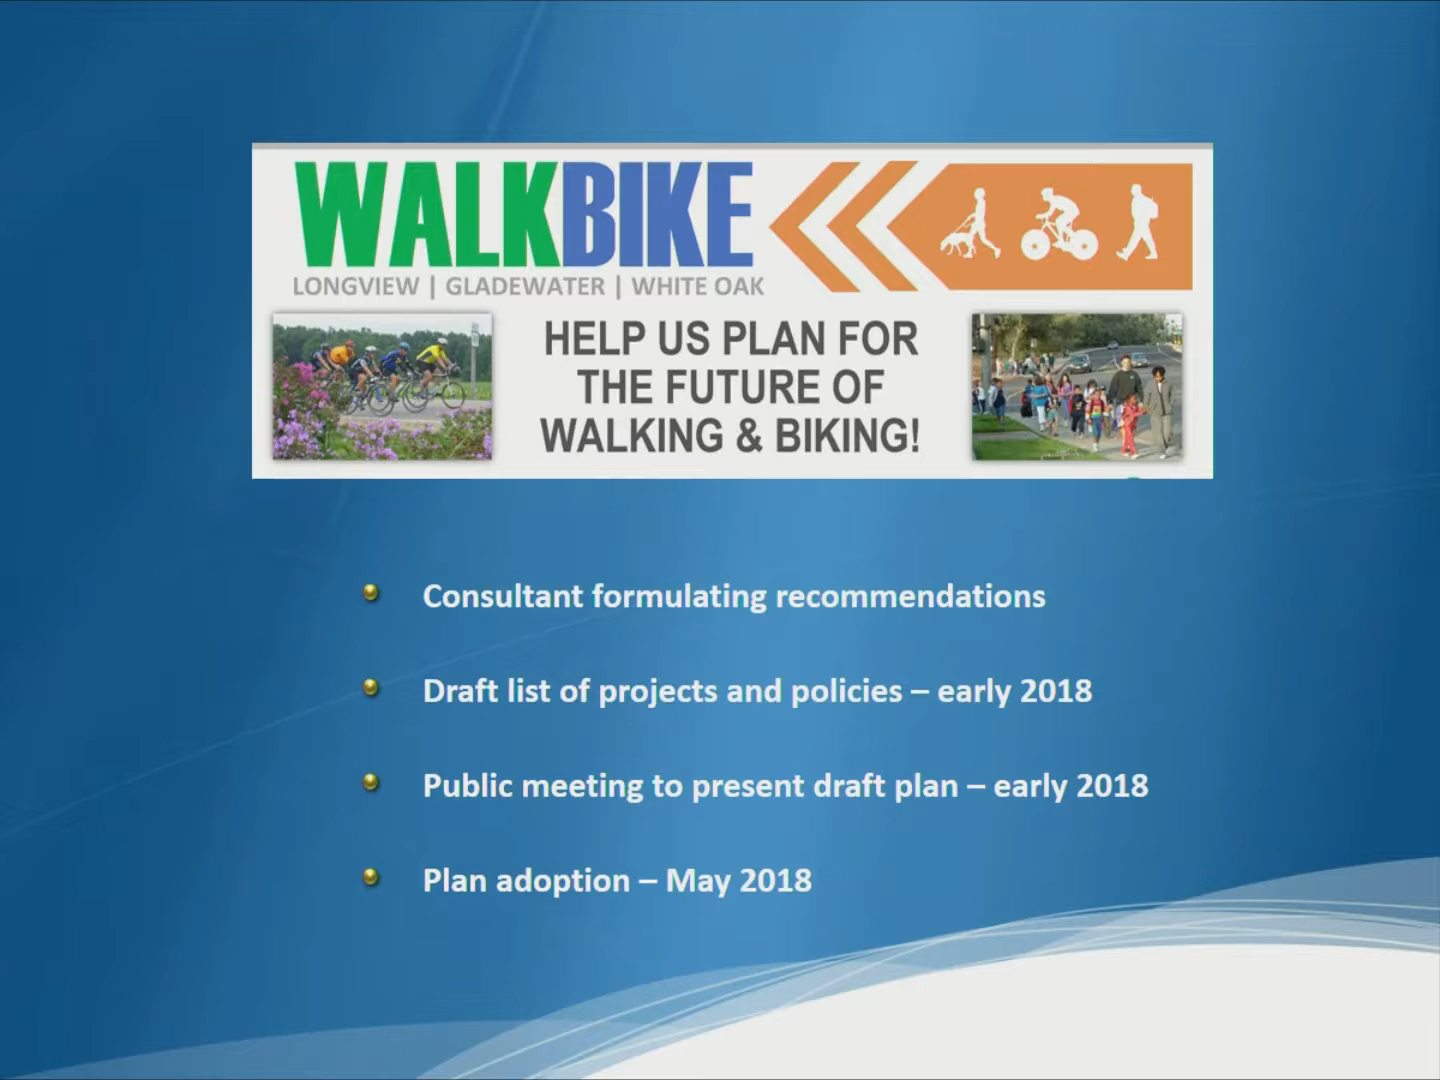 WALKBIKE
LONGVIEW | GLADEWATER | WHITE OAK
HELP US PLAN FOR
THE FUTURE OF
WALKING & BIKING!
Consultant formulating recommendations
Draft list of projects and policies – early 2018
Public meeting to present draft plan – early 2018
Plan adoption – May 2018